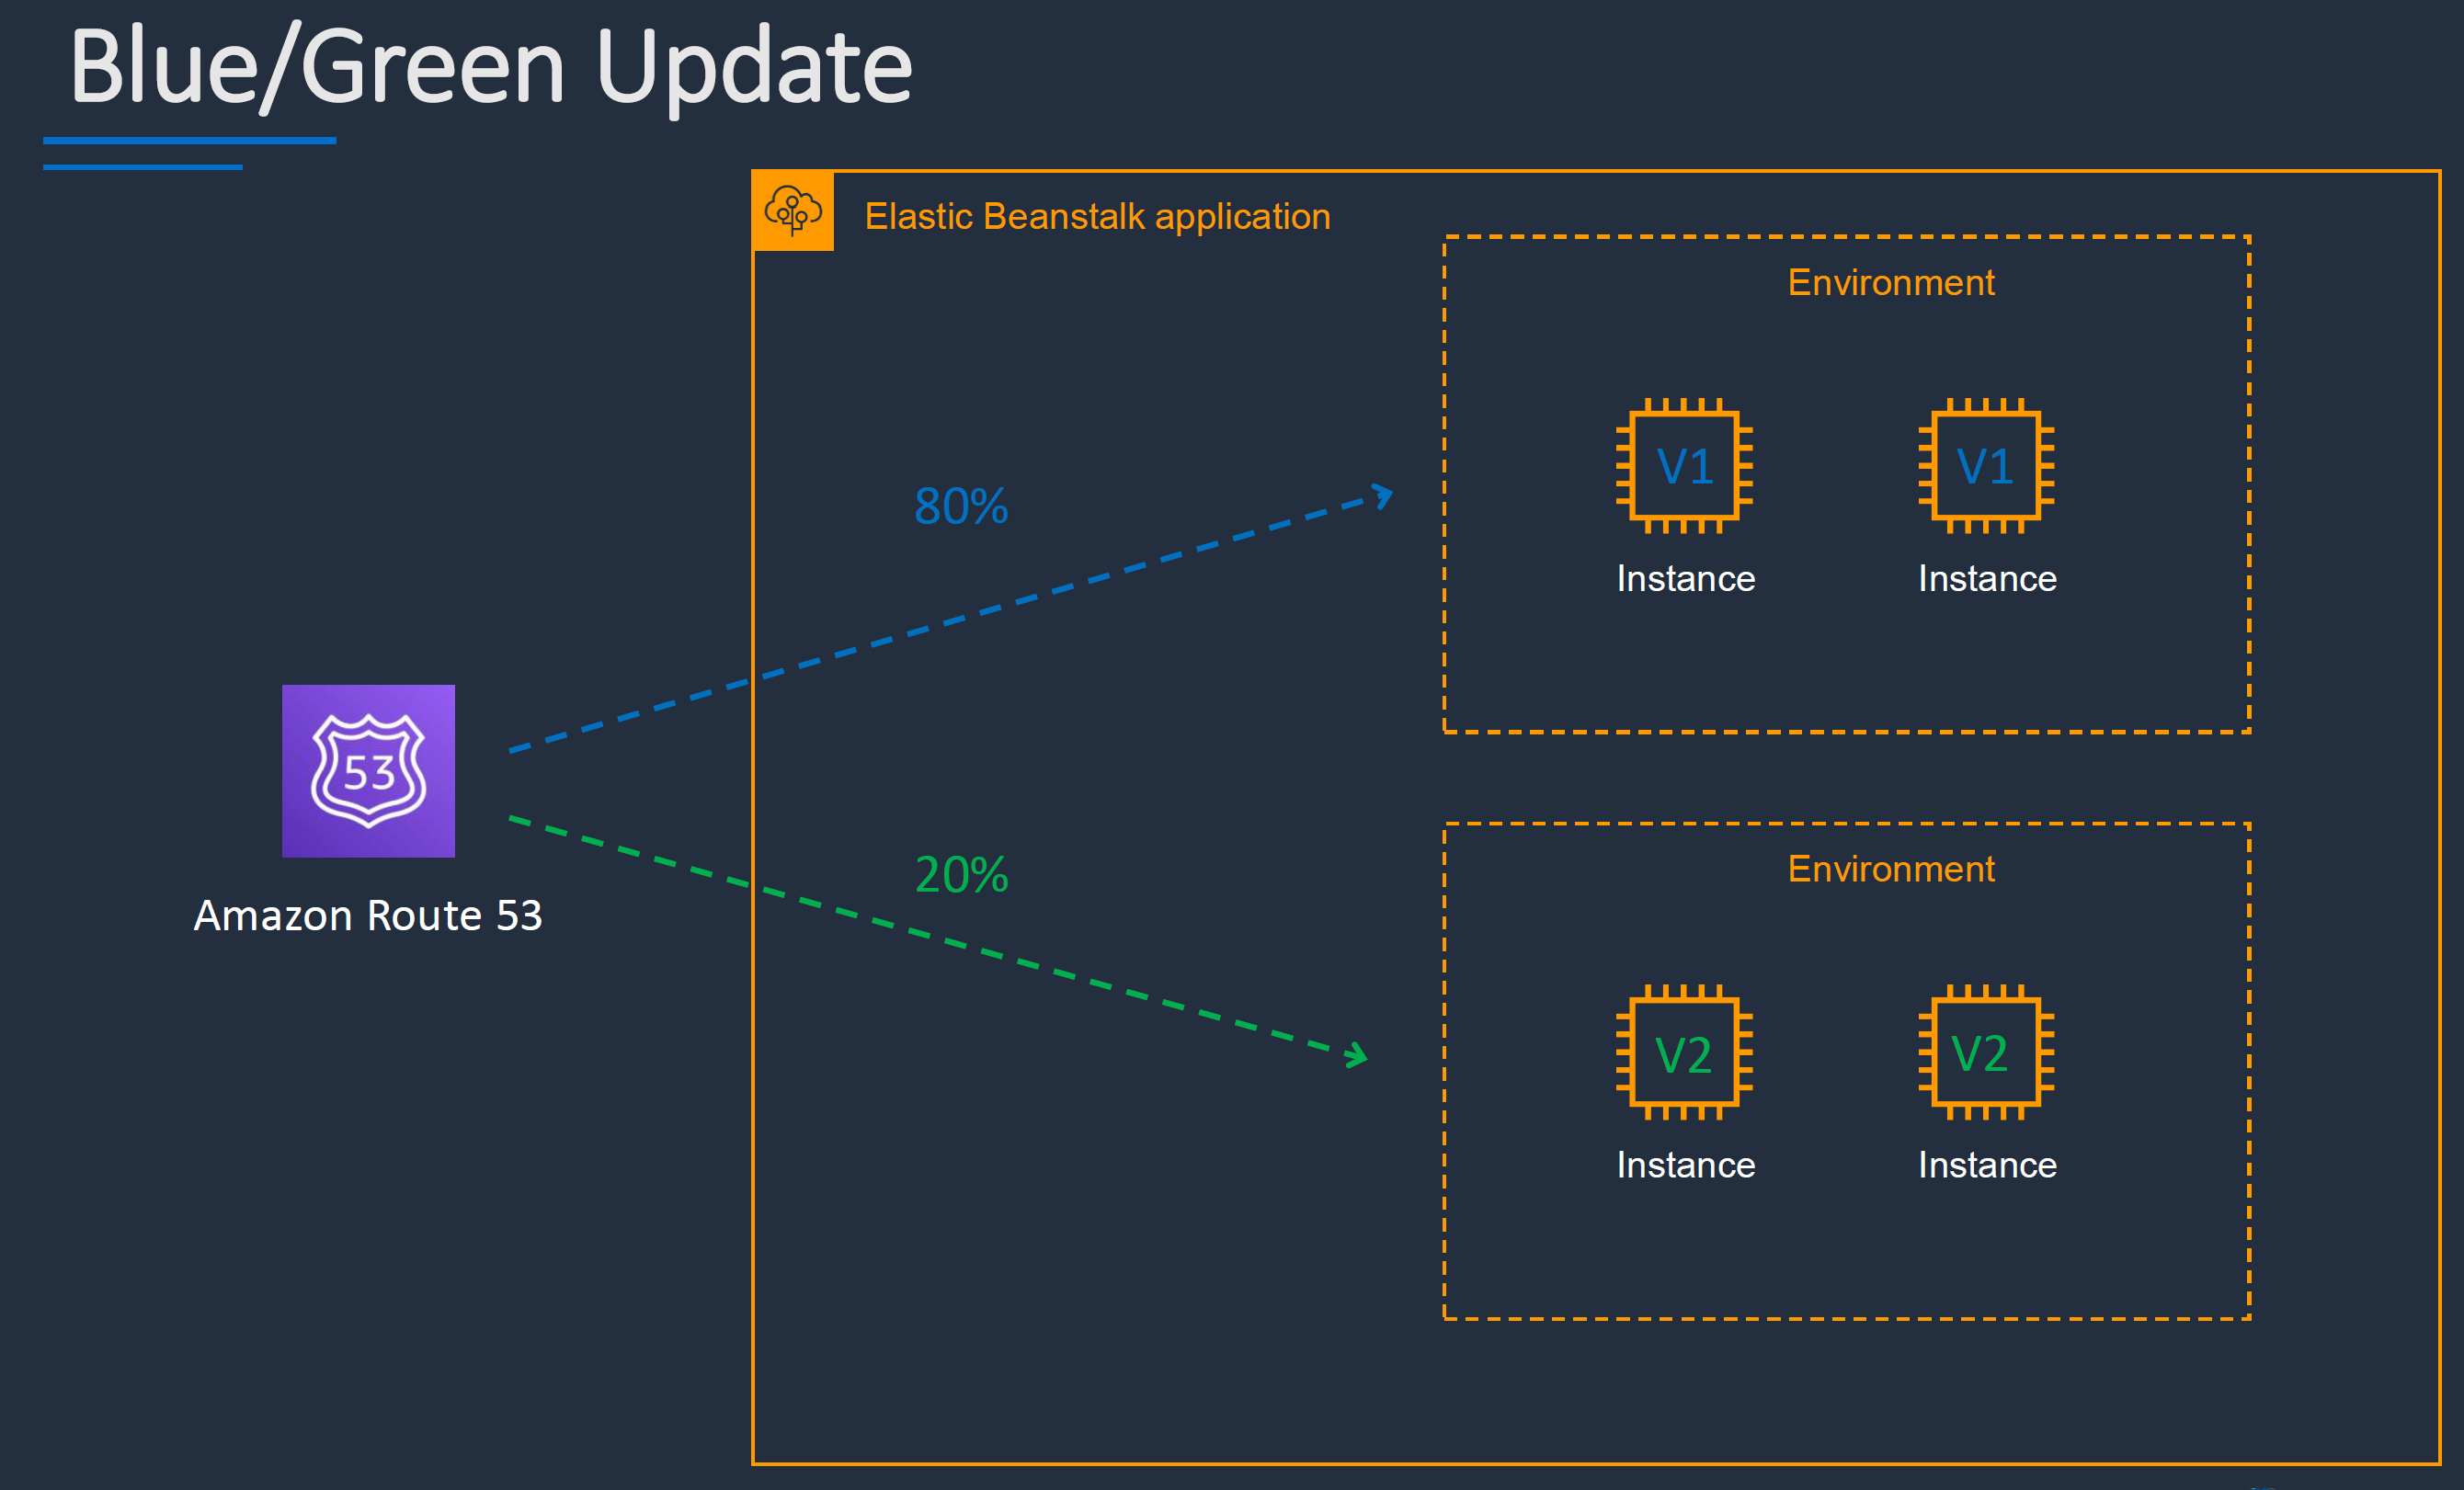 Blue/Green Update
Elastic Beanstalk application
Environment
V1 V1
Instance Instance
80%
53
Amazon Route 53
20%
Environment
V2 V2
Instance Instance